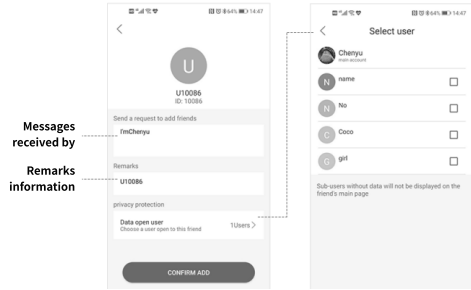 64% 14:47
U
U10086
ID: 10086
Send a request to add friends
I'mChenyu
Remarks
U10086
privacy protection
Data open user
Choose a user open to this friend
1Users >
CONFIRM ADD
Messages
received by
Remarks
information
64% 14:47
Select user
Chenyu
main-account
N name
N No
C Coco
G girl
Sub-users without data will not be displayed on the
friend's main page